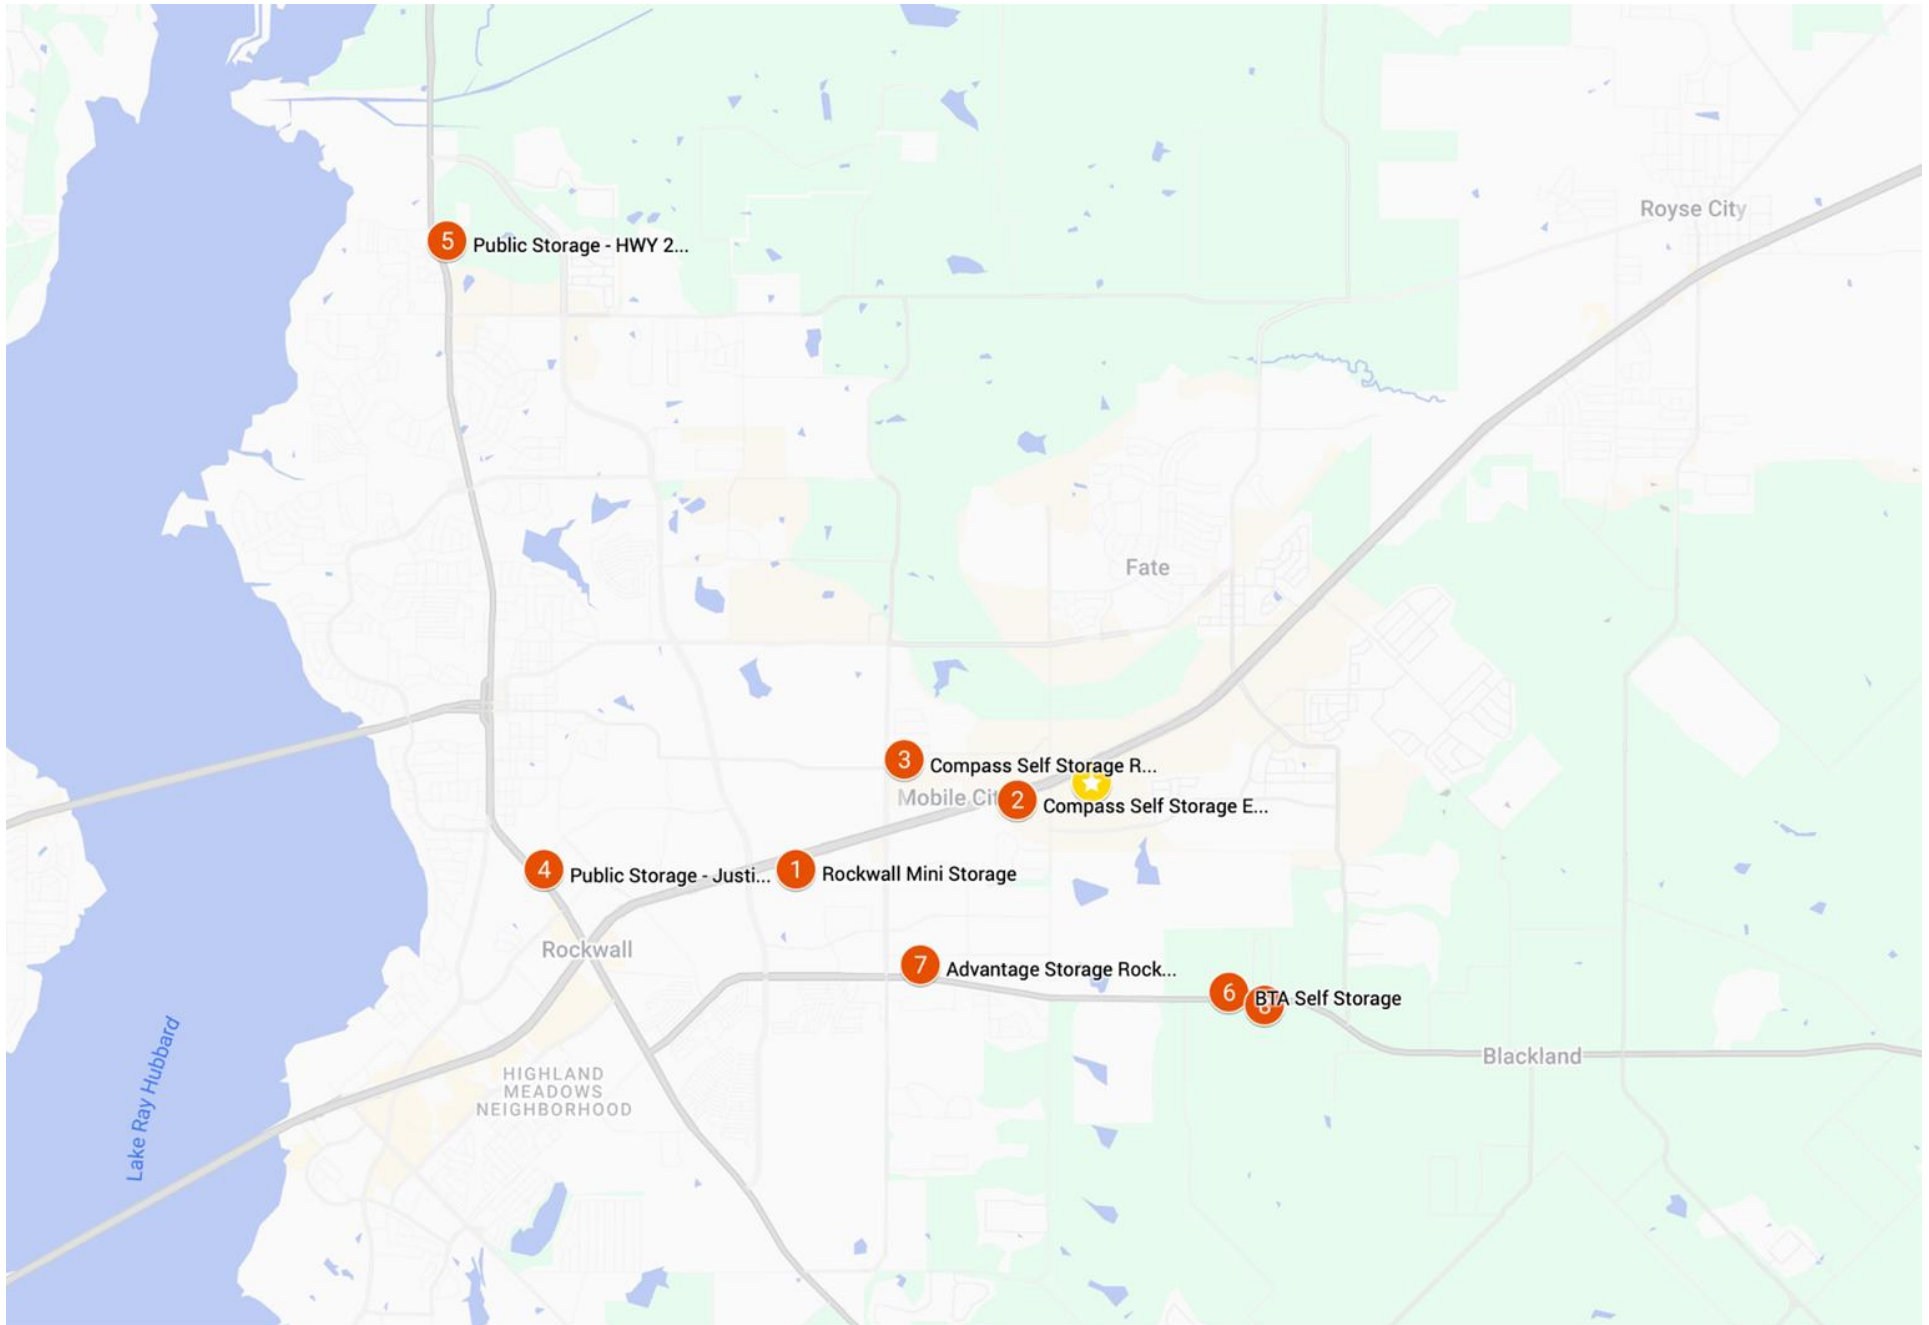 Royse City
5 Public Storage - HWY 2...
Fate
3 Compass Self Storage R...
Mobile Cit
2 Compass Self Storage E...
4 Public Storage - Justi...
1 Rockwall Mini Storage
Rockwall
7 Advantage Storage Rock...
6 BTA Self Storage
Blackland
HIGHLAND
MEADOWS
NEIGHBORHOOD
Lake Ray Hubbard